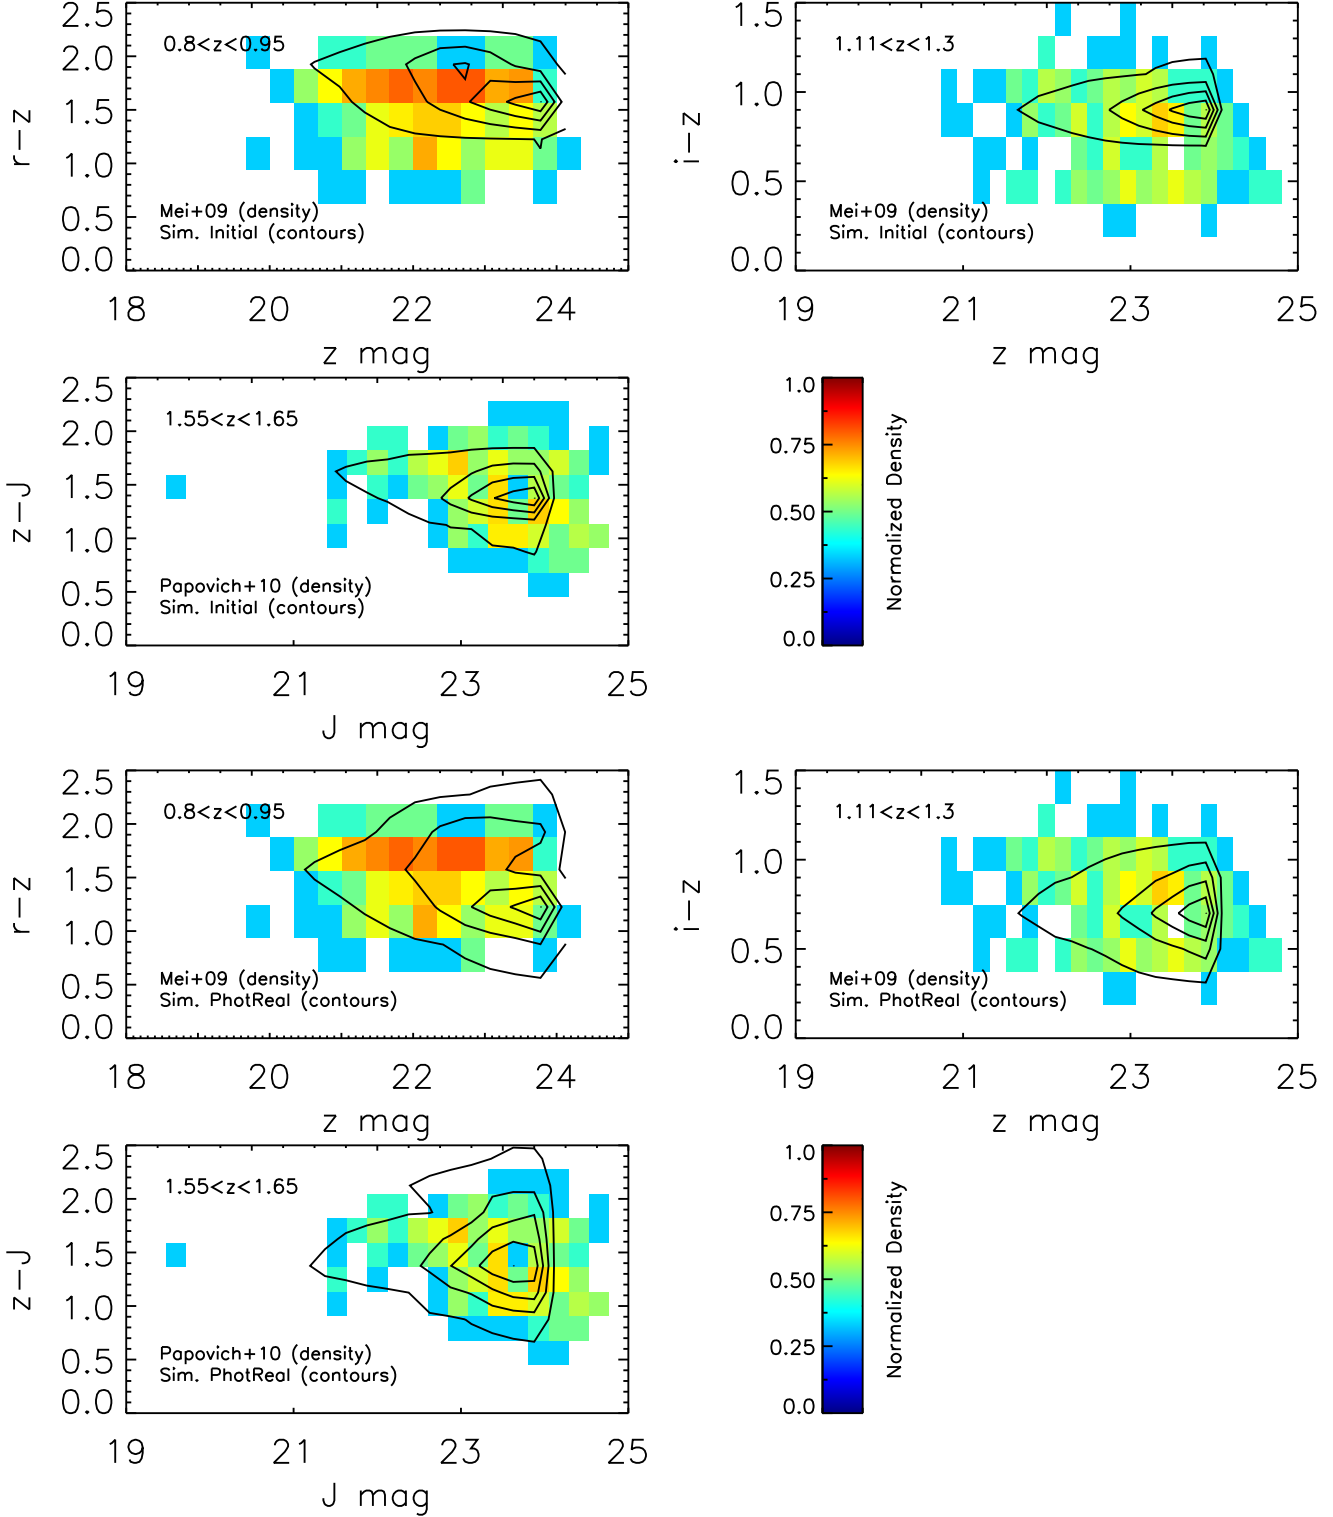 2.5
2.0
1.5
1.0
0.5
0.0
r−z
0.8<z<0.95
Mei+09 (density)
Sim. Initial (contours)
18 20 22 24
z mag
1.5
1.0
0.5
0.0
i−z
1.11<z<1.3
Mei+09 (density)
Sim. Initial (contours)
19 21 23 25
z mag
2.5
2.0
1.5
1.0
0.5
0.0
z−J
1.55<z<1.65
Papovich+10 (density)
Sim. Initial (contours)
19 21 23 25
J mag
1.0
0.75
0.50
0.25
0.0
Normalized Density
2.5
2.0
1.5
1.0
0.5
0.0
r−z
0.8<z<0.95
Mei+09 (density)
Sim. PhotReal (contours)
18 20 22 24
z mag
1.5
1.0
0.5
0.0
i−z
1.11<z<1.3
Mei+09 (density)
Sim. PhotReal (contours)
19 21 23 25
z mag
2.5
2.0
1.5
1.0
0.5
0.0
z−J
1.55<z<1.65
Papovich+10 (density)
Sim. PhotReal (contours)
19 21 23 25
J mag
1.0
0.75
0.50
0.25
0.0
Normalized Density